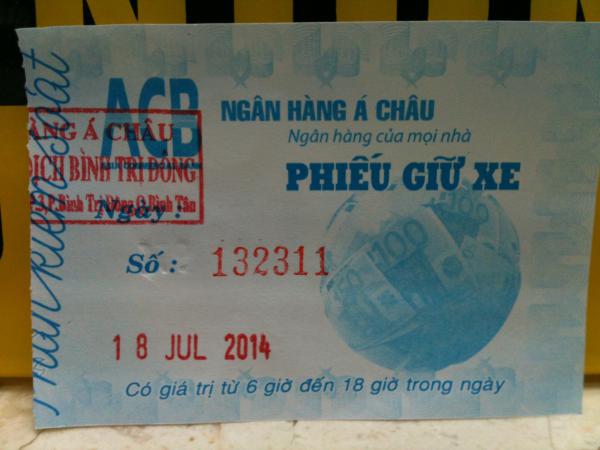 ACB
NGÂN HÀNG Á CHÂU
Ngân hàng của mọi nhà
PHIẾU GIỮ XE
ÀNG Á CHÂU
DỊCH BÌNH TRỊ ĐÔNG
P.Bình Trị Đông Q.Bình Tân
Ngày :
Số : 132311
18 JUL 2014
Có giá trị từ 6 giờ đến 18 giờ trong ngày
100